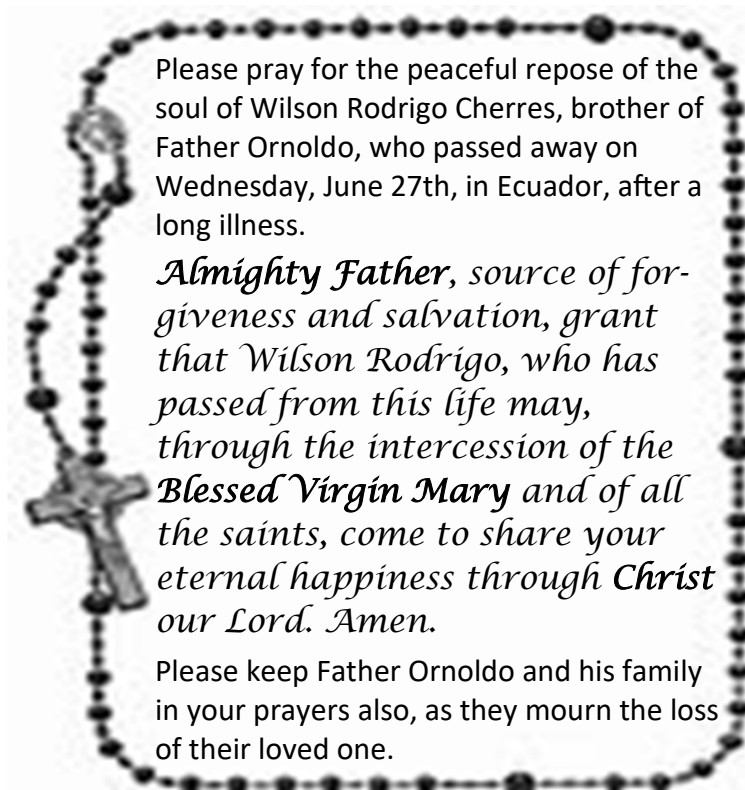 Please pray for the peaceful repose of the
soul of Wilson Rodrigo Cherres, brother of
Father Ornoldo, who passed away on
Wednesday, June 27th, in Ecuador, after a
long illness.
Almighty Father, source of for-
giveness and salvation, grant
that Wilson Rodrigo, who has
passed from this life may,
through the intercession of the
Blessed Virgin Mary and of all
the saints, come to share your
eternal happiness through Christ
our Lord. Amen.
Please keep Father Ornoldo and his family
in your prayers also, as they mourn the loss
of their loved one.